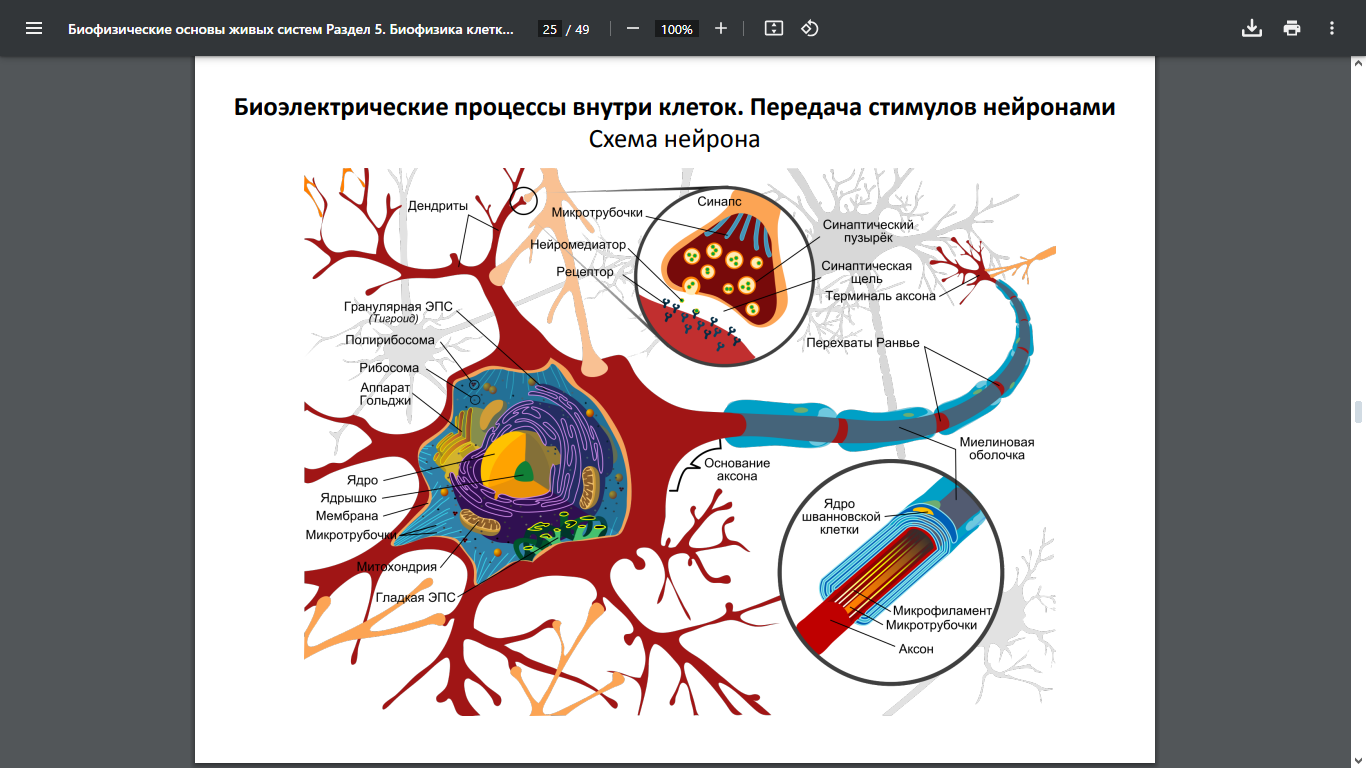 Биофизические основы живых систем Раздел 5. Биофизика клетк...
25 / 49
100%
Биоэлектрические процессы внутри клеток. Передача стимулов нейронами
Схема нейрона
Дендриты
Микротрубочки
Нейромедиатор
Рецептор
Синапс
Синаптический
пузырёк
Синаптическая
щель
Терминаль аксона
Гранулярная ЭПС
(Тигроид)
Полирибосома
Рибосома
Аппарат
Гольджи
Перехваты Ранвье
Миелиновая
оболочка
Основание
аксона
Ядро
Ядрышко
Мембрана
Микротрубочки
Митохондрия
Гладкая ЭПС
Ядро
шванновской
клетки
Микрофиламент
Микротрубочки
Аксон